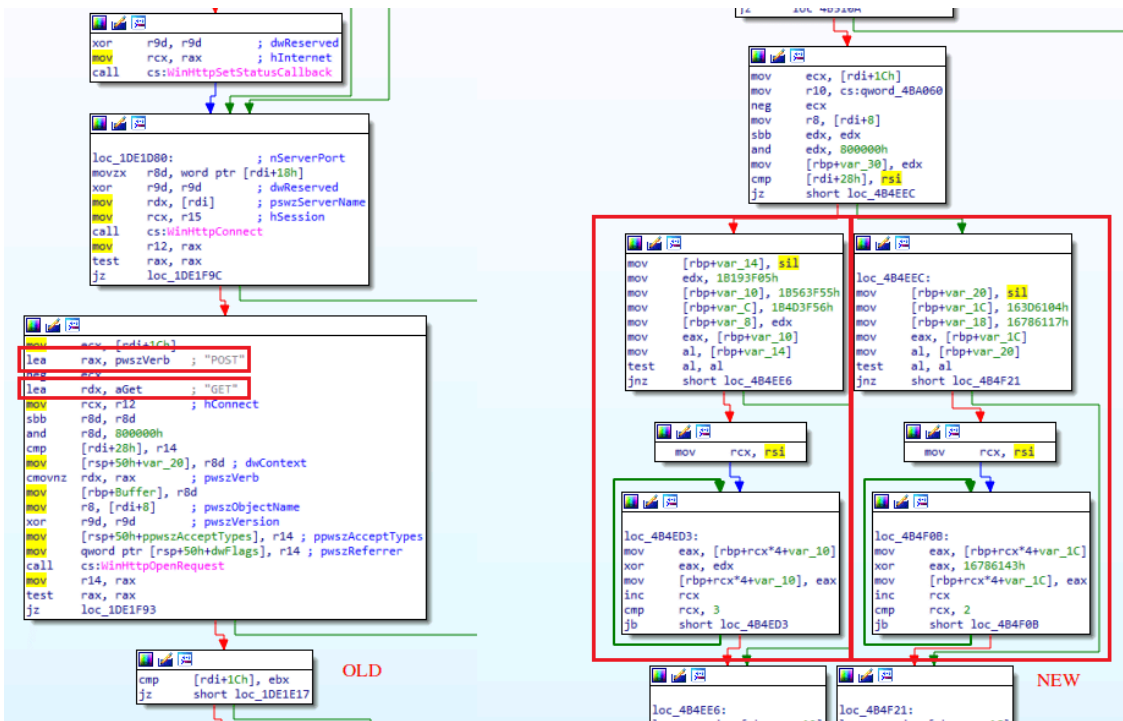 xor r9d, r9d ; dwReserved
mov rcx, rax ; hInternet
call cs:WinHttpSetStatusCallback
loc_1DE1D80: ; nServerPort
movzx r8d, word ptr [rdi+18h]
xor r9d, r9d ; dwReserved
mov rdx, [rdi] ; pswzServerName
mov rcx, r15 ; hSession
call cs:WinHttpConnect
mov r12, rax
test rax, rax
jz loc_1DE1F9C
mov ecx, [rdi+1Ch]
lea rax, pwszVerb ; "POST"
neg ecx
lea rdx, aGet ; "GET"
mov rcx, r12 ; hConnect
sbb r8d, r8d
and r8d, 800000h
cmp [rdi+28h], r14
mov [rsp+50h+var_20], r8d ; dwContext
cmovnz rdx, rax ; pwszVerb
mov [rbp+Buffer], r8d
mov r8, [rdi+8] ; pwszObjectName
xor r9d, r9d ; pwszVersion
mov [rsp+50h+ppwszAcceptTypes], r14 ; ppwszAcceptTypes
mov qword ptr [rsp+50h+dwFlags], r14 ; pwszReferrer
call cs:WinHttpOpenRequest
mov r14, rax
test rax, rax
jz loc_1DE1F93
cmp [rdi+1Ch], ebx
jz short loc_1DE1E17
OLD
jz loc_4B510A
mov ecx, [rdi+1Ch]
mov r10, cs:qword_4BA060
neg ecx
mov r8, [rdi+8]
sbb edx, edx
and edx, 800000h
mov [rbp+var_30], edx
cmp [rdi+28h], rsi
jz short loc_4B4EEC
mov [rbp+var_14], sil
mov edx, 1B193F05h
mov [rbp+var_10], 1B563F55h
mov [rbp+var_C], 1B4D3F56h
mov [rbp+var_8], edx
mov eax, [rbp+var_10]
mov al, [rbp+var_14]
test al, al
jnz short loc_4B4EE6
mov rcx, rsi
loc_4B4ED3:
mov eax, [rbp+rcx*4+var_10]
xor eax, edx
mov [rbp+rcx*4+var_10], eax
inc rcx
cmp rcx, 3
jb short loc_4B4ED3
loc_4B4EE6:
loc_4B4EEC:
mov [rbp+var_20], sil
mov [rbp+var_1C], 163D6104h
mov [rbp+var_18], 16786117h
mov eax, [rbp+var_1C]
mov al, [rbp+var_20]
test al, al
jnz short loc_4B4F21
mov rcx, rsi
loc_4B4F0B:
mov eax, [rbp+rcx*4+var_1C]
xor eax, 16786143h
mov [rbp+rcx*4+var_1C], eax
inc rcx
cmp rcx, 2
jb short loc_4B4F0B
loc_4B4F21:
NEW